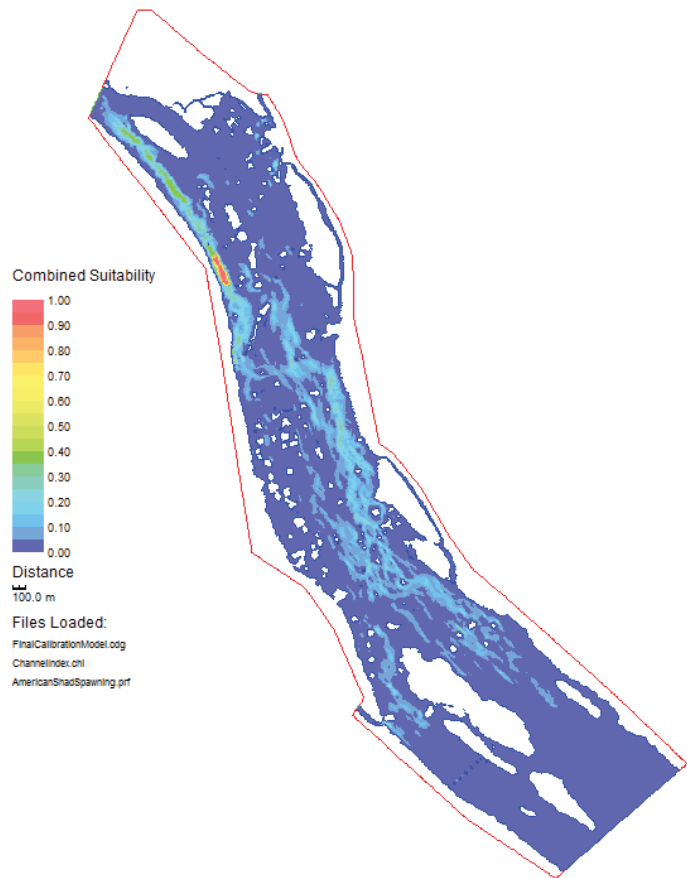 Combined Suitability
1.00
0.90
0.80
0.70
0.60
0.50
0.40
0.30
0.20
0.10
0.00
Distance
100.0 m
Files Loaded:
FinalCalibrationModel.cdg
ChannelIndex.chi
AmericanShadSpawning.prf